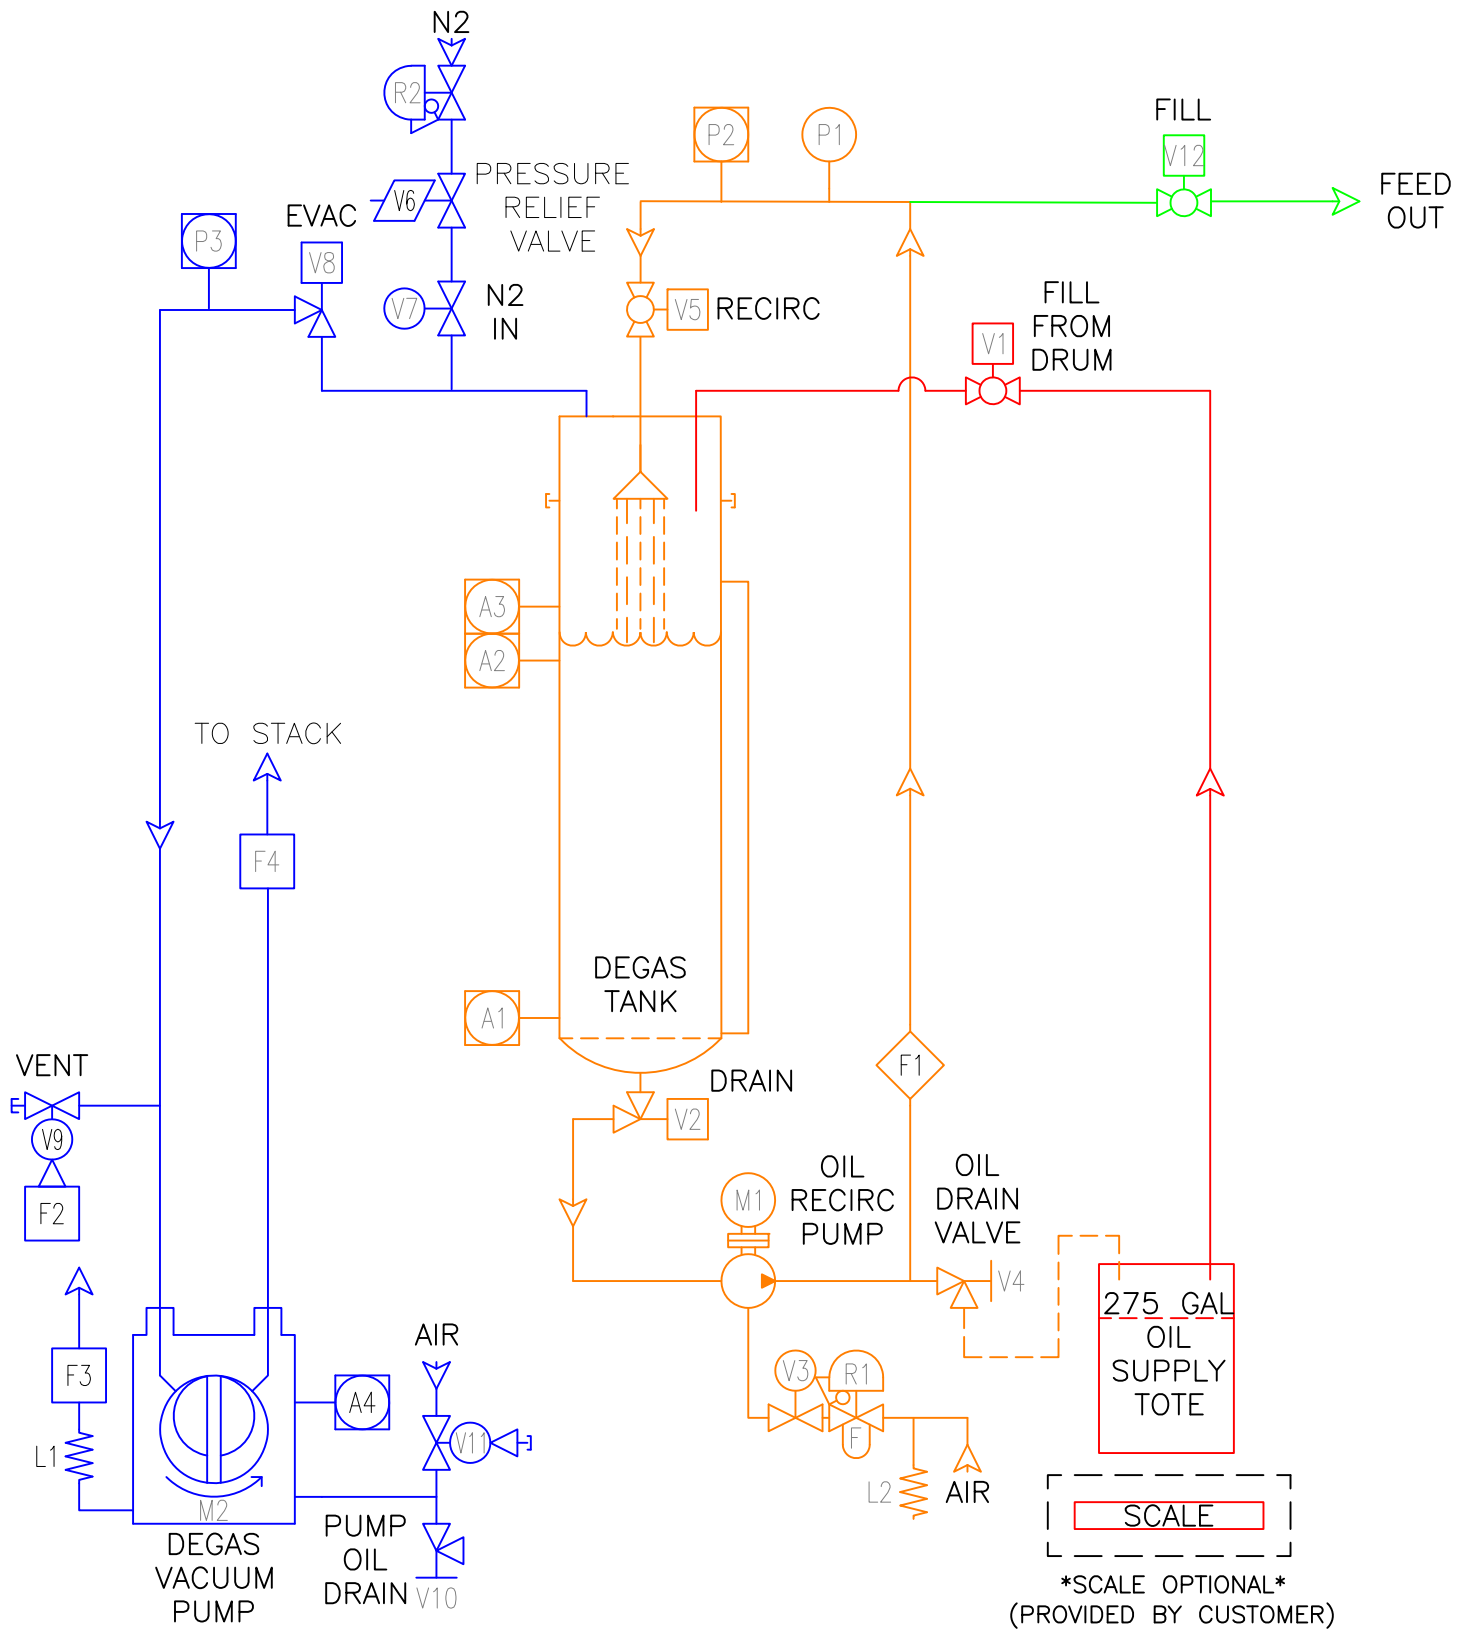 N2
R2
P2
P1
FILL
V12
PRESSURE
RELIEF
VALVE
V6
FEED
OUT
EVAC
P3
V8
N2
IN
V7
V5
RECIRC
FILL
FROM
DRUM
V1
A3
A2
TO STACK
F4
DEGAS
TANK
A1
VENT
V9
F2
F1
DRAIN
V2
OIL
RECIRC
PUMP
M1
OIL
DRAIN
VALVE
V4
275 GAL
OIL
SUPPLY
TOTE
AIR
F3
A4
V3
R1
F
V11
L1
L2
AIR
M2
SCALE
DEGAS
VACUUM
PUMP
PUMP
OIL
DRAIN
V10
*SCALE OPTIONAL*
(PROVIDED BY CUSTOMER)